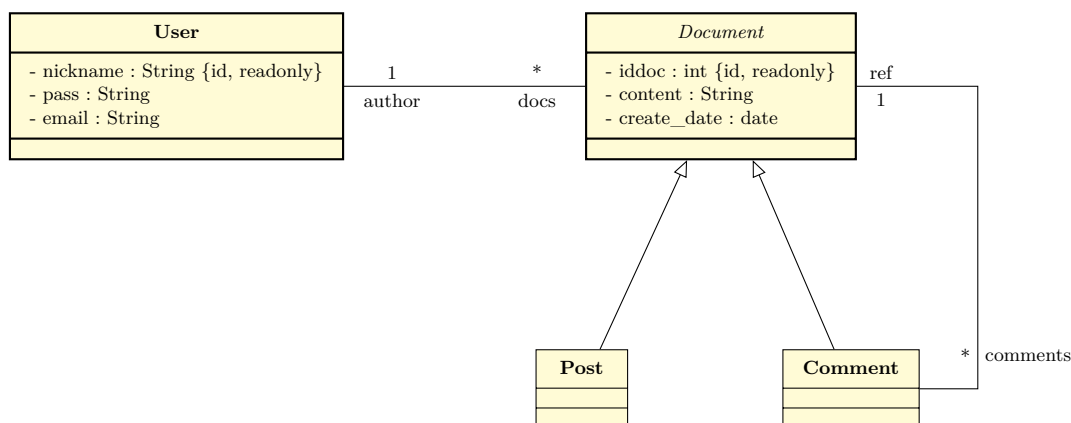 User
- nickname : String {id, readonly}
- pass : String
- email : String
1
author
*
docs
Document
- iddoc : int {id, readonly}
- content : String
- create_date : date
ref
1
* comments
Post
Comment